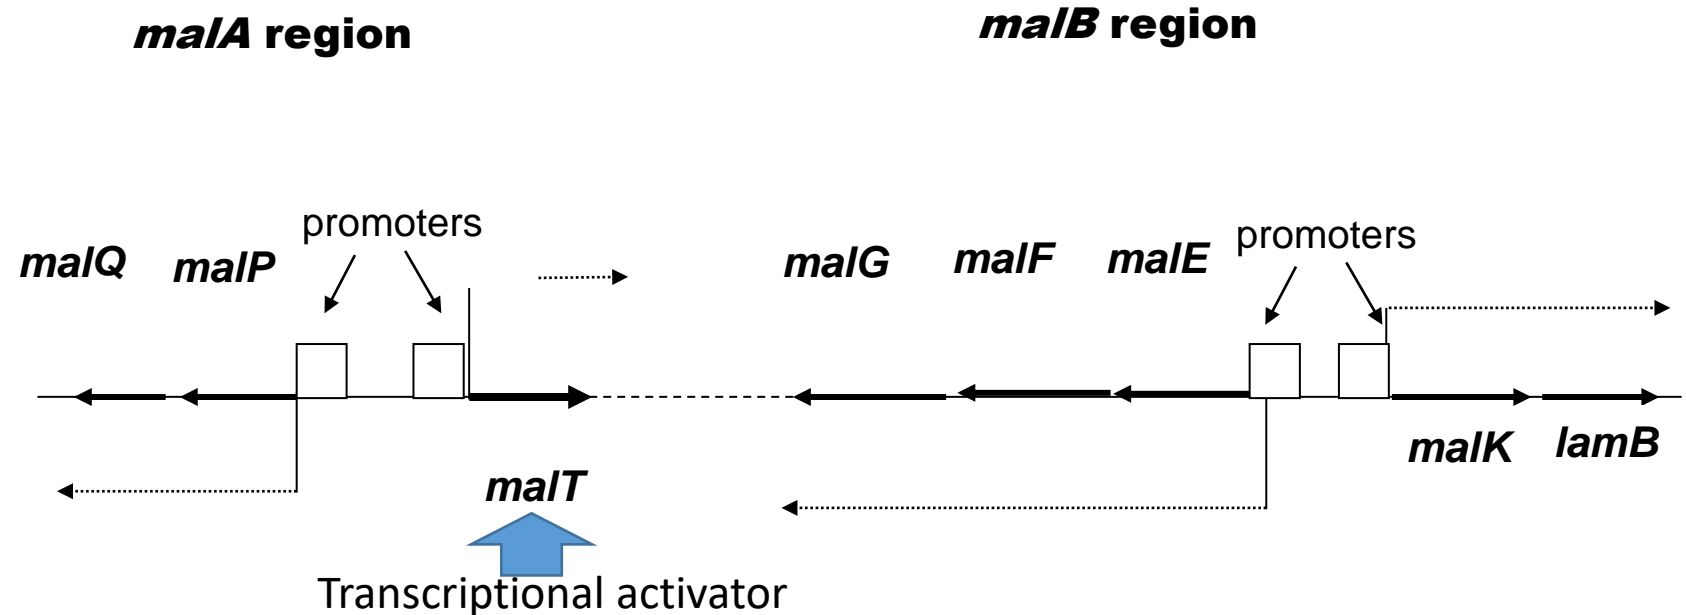 malA region
malB region
promoters
promoters
malQ
malP
malG
malF
malE
malK
lamB
malT
Transcriptional activator